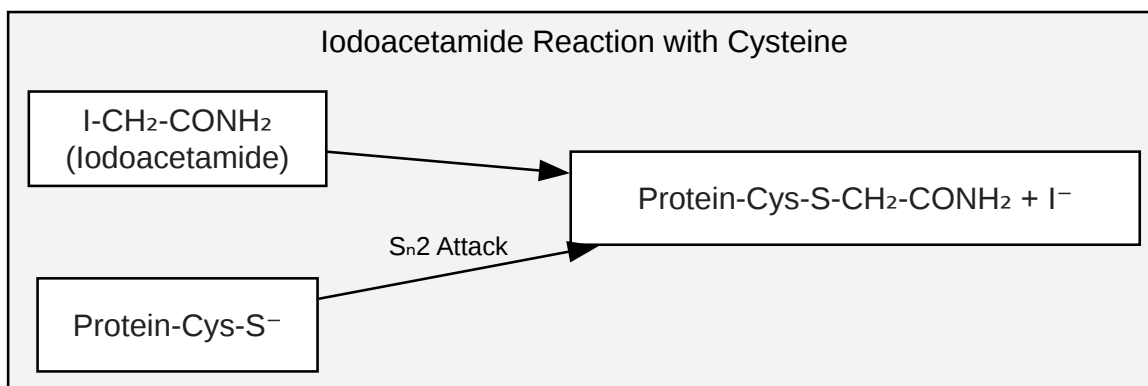 Iodoacetamide Reaction with Cysteine
I-CH₂-CONH₂
(Iodoacetamide)
Protein-Cys-S-CH₂-CONH₂ + I⁻
Sₙ2 Attack
Protein-Cys-S⁻